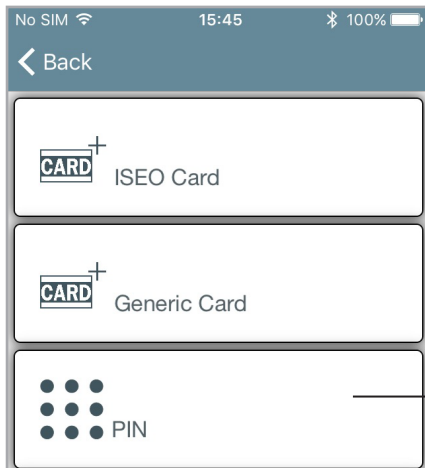 No SIM 15:45 100%
Back
CARD ISEO Card
CARD Generic Card
PIN